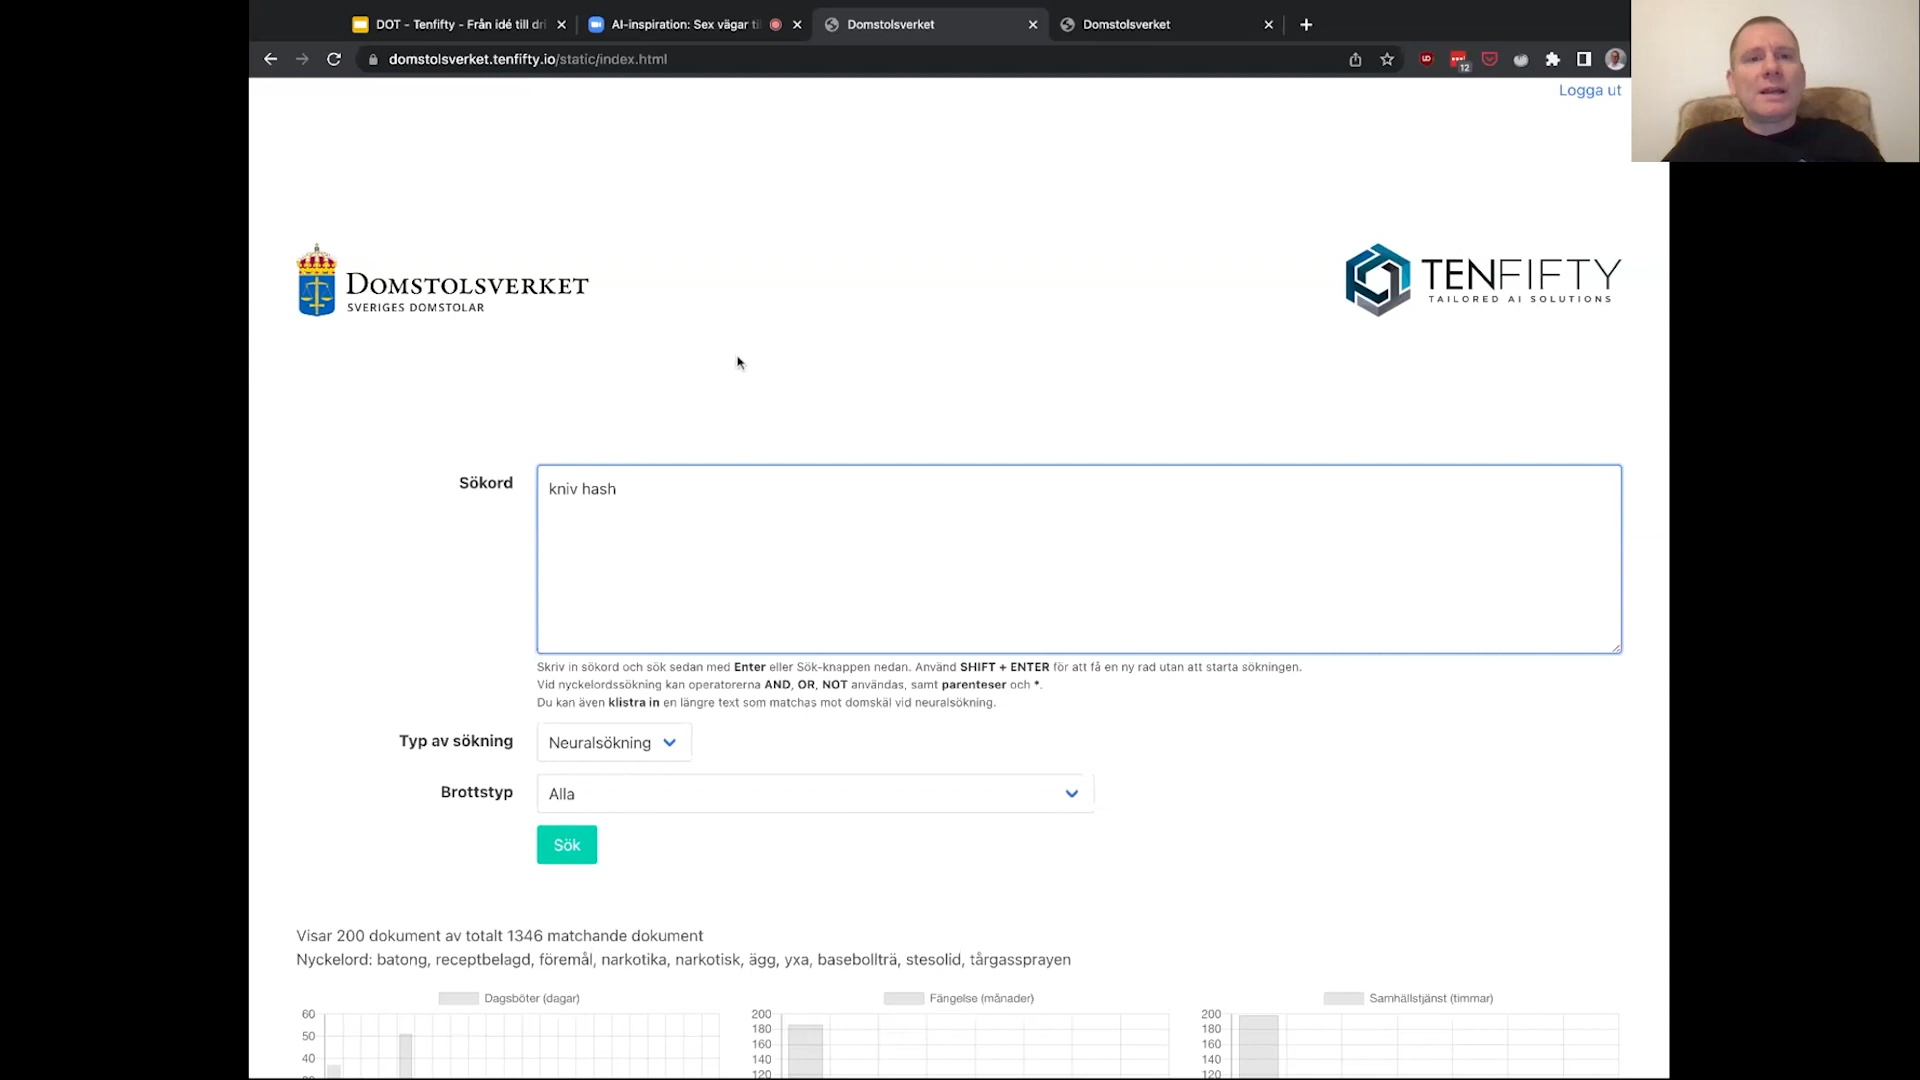 DOT - Tenfifty - Från idé till dri
AI-inspiration: Sex vägar ti
Domstolsverket
Domstolsverket
domstolsverket.tenfifty.io/static/index.html
12
Logga ut
DOMSTOLSVERKET
SVERIGES DOMSTOLAR
TENFIFTY
TAILORED AI SOLUTIONS
Sökord
kniv hash
Skriv in sökord och sök sedan med Enter eller Sök-knappen nedan. Använd SHIFT + ENTER för att få en ny rad utan att starta sökningen.
Vid nyckelordssökning kan operatorerna AND, OR, NOT användas, samt parenteser och *.
Du kan även klistra in en längre text som matchas mot domskäl vid neuralsökning.
Typ av sökning
Neuralsökning
Brottstyp
Alla
Sök
Visar 200 dokument av totalt 1346 matchande dokument
Nyckelord: batong, receptbelagd, föremål, narkotika, narkotisk, ägg, yxa, basebollträ, stesolid, tårgassprayen
Dagsböter (dagar)
60
50
40
Fängelse (månader)
200
180
160
140
120
Samhällstjänst (timmar)
200
180
160
140
120